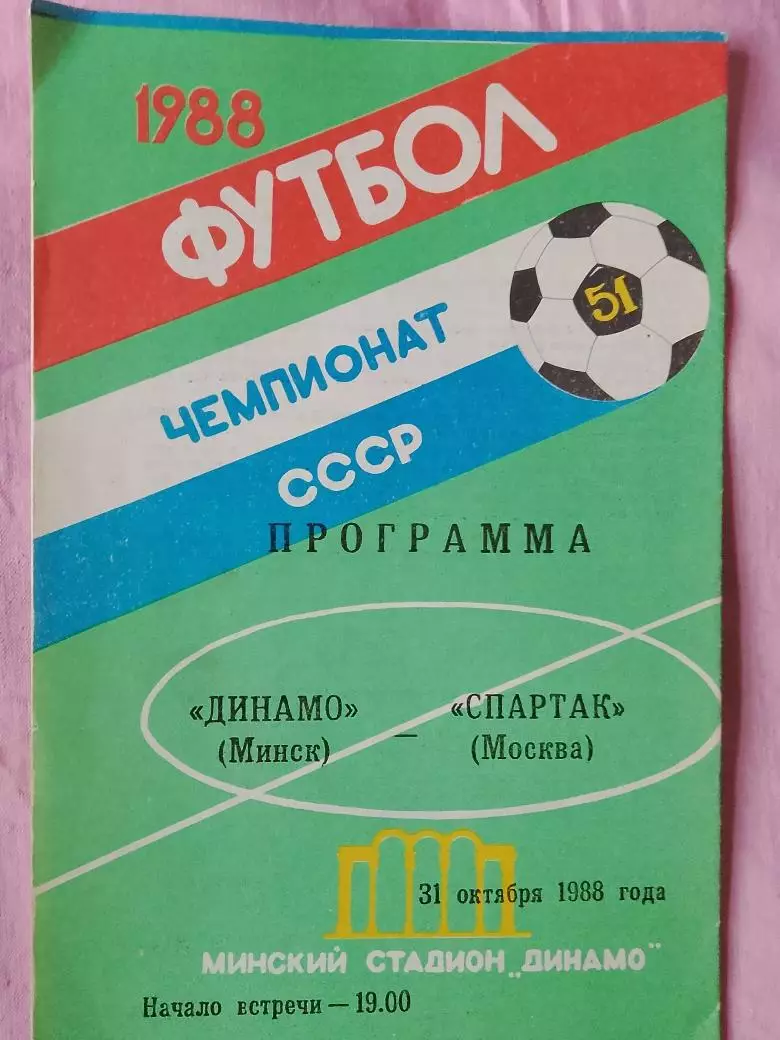 1988
ФУТБОЛ
51
ЧЕМПИОНАТ
СССР
ПРОГРАММА
«ДИНАМО» — «СПАРТАК»
(Минск) (Москва)
31 октября 1988 года
МИНСКИЙ СТАДИОН „ДИНАМО"
Начало встречи — 19.00